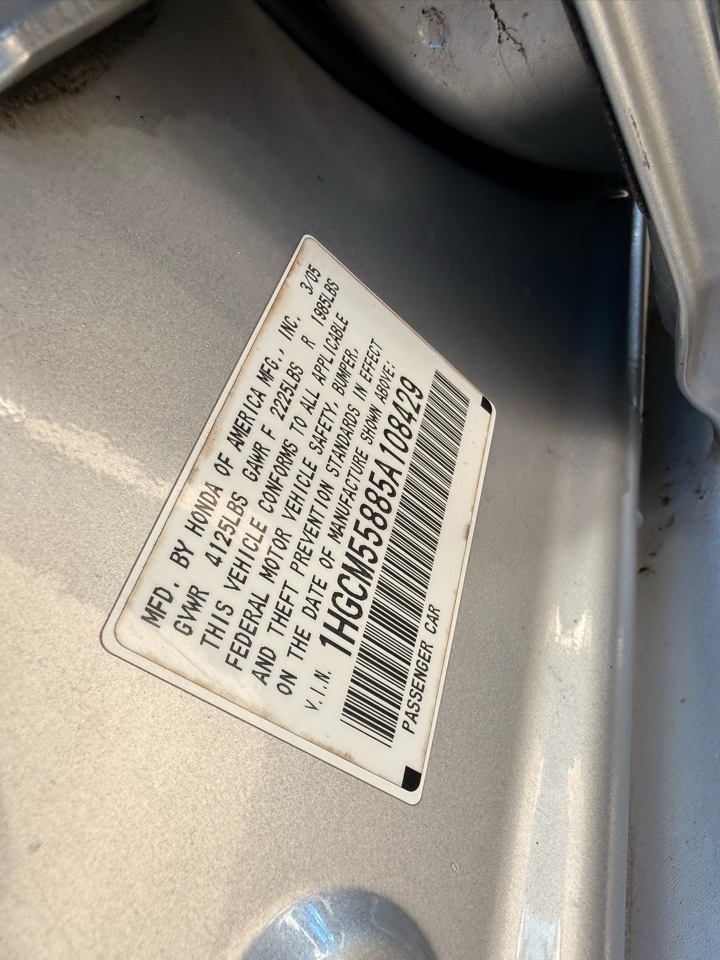 MFD. BY HONDA OF AMERICA MFG., INC. 3/05
GVWR 4125LBS GAWR F 2225LBS R 1985LBS
THIS VEHICLE CONFORMS TO ALL APPLICABLE
FEDERAL MOTOR VEHICLE SAFETY, BUMPER,
AND THEFT PREVENTION STANDARDS IN EFFECT
ON THE DATE OF MANUFACTURE SHOWN ABOVE:
V.I.N. 1HGCM55885A108429
PASSENGER CAR